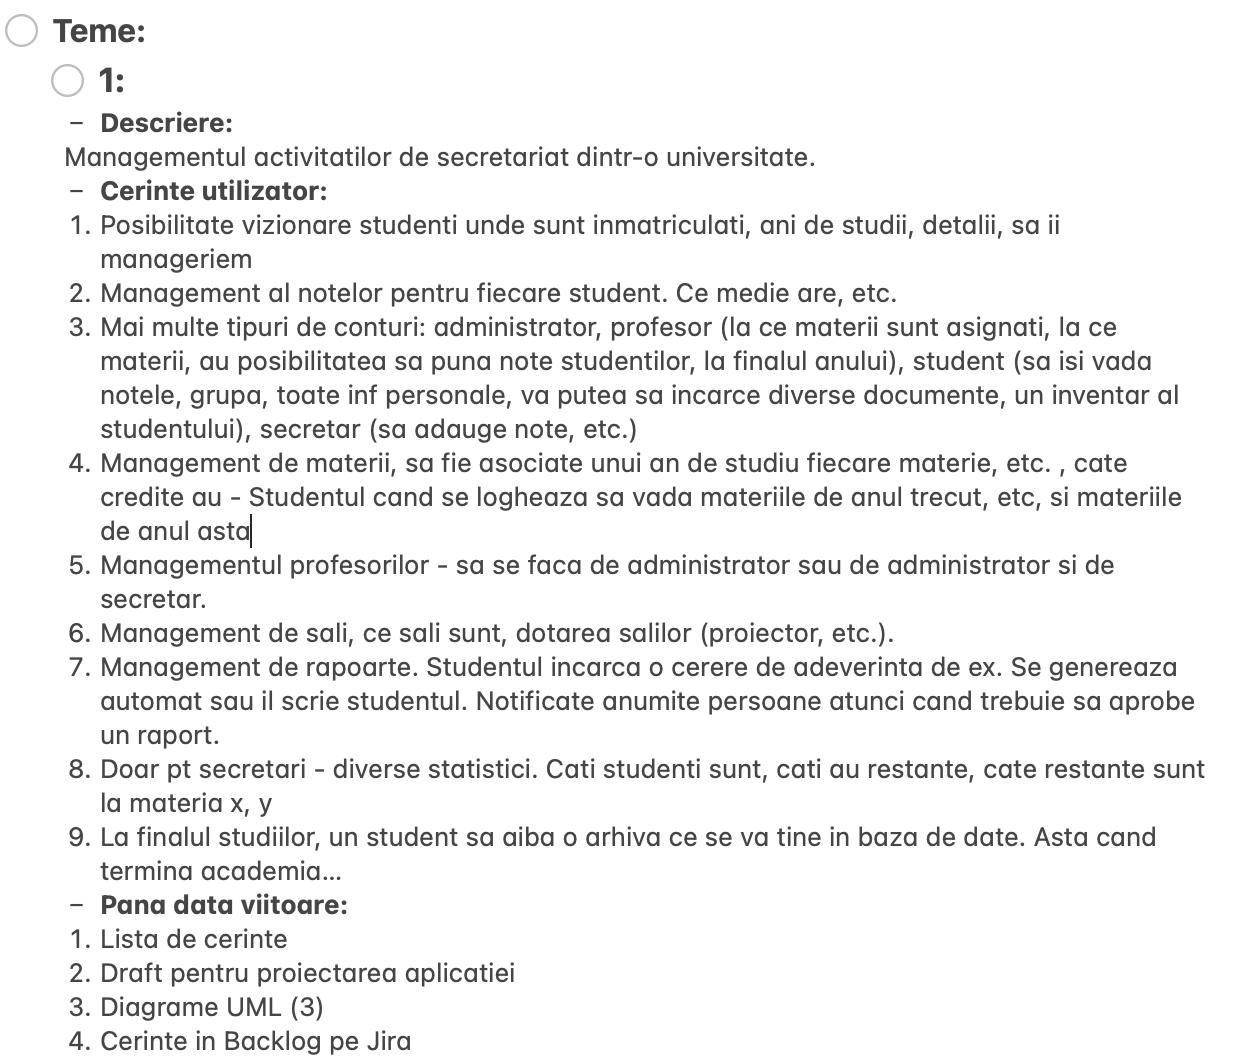 Teme:
1:
– Descriere:
Managementul activitatilor de secretariat dintr-o universitate.
– Cerinte utilizator:
1. Posibilitate vizionare studenti unde sunt inmatriculati, ani de studii, detalii, sa ii
manageriem
2. Management al notelor pentru fiecare student. Ce medie are, etc.
3. Mai multe tipuri de conturi: administrator, profesor (la ce materii sunt asignati, la ce
materii, au posibilitatea sa puna note studentilor, la finalul anului), student (sa isi vada
notele, grupa, toate inf personale, va putea sa incarce diverse documente, un inventar al
studentului), secretar (sa adauge note, etc.)
4. Management de materii, sa fie asociate unui an de studiu fiecare materie, etc. , cate
credite au - Studentul cand se logheaza sa vada materiile de anul trecut, etc, si materiile
de anul asta
5. Managementul profesorilor - sa se faca de administrator sau de administrator si de
secretar.
6. Management de sali, ce sali sunt, dotarea salilor (proiector, etc.).
7. Management de rapoarte. Studentul incarca o cerere de adeverinta de ex. Se genereaza
automat sau il scrie studentul. Notificate anumite persoane atunci cand trebuie sa aprobe
un raport.
8. Doar pt secretari - diverse statistici. Cati studenti sunt, cati au restante, cate restante sunt
la materia x, y
9. La finalul studiilor, un student sa aiba o arhiva ce se va tine in baza de date. Asta cand
termina academia...
– Pana data viitoare:
1. Lista de cerinte
2. Draft pentru proiectarea aplicatiei
3. Diagrame UML (3)
4. Cerinte in Backlog pe Jira